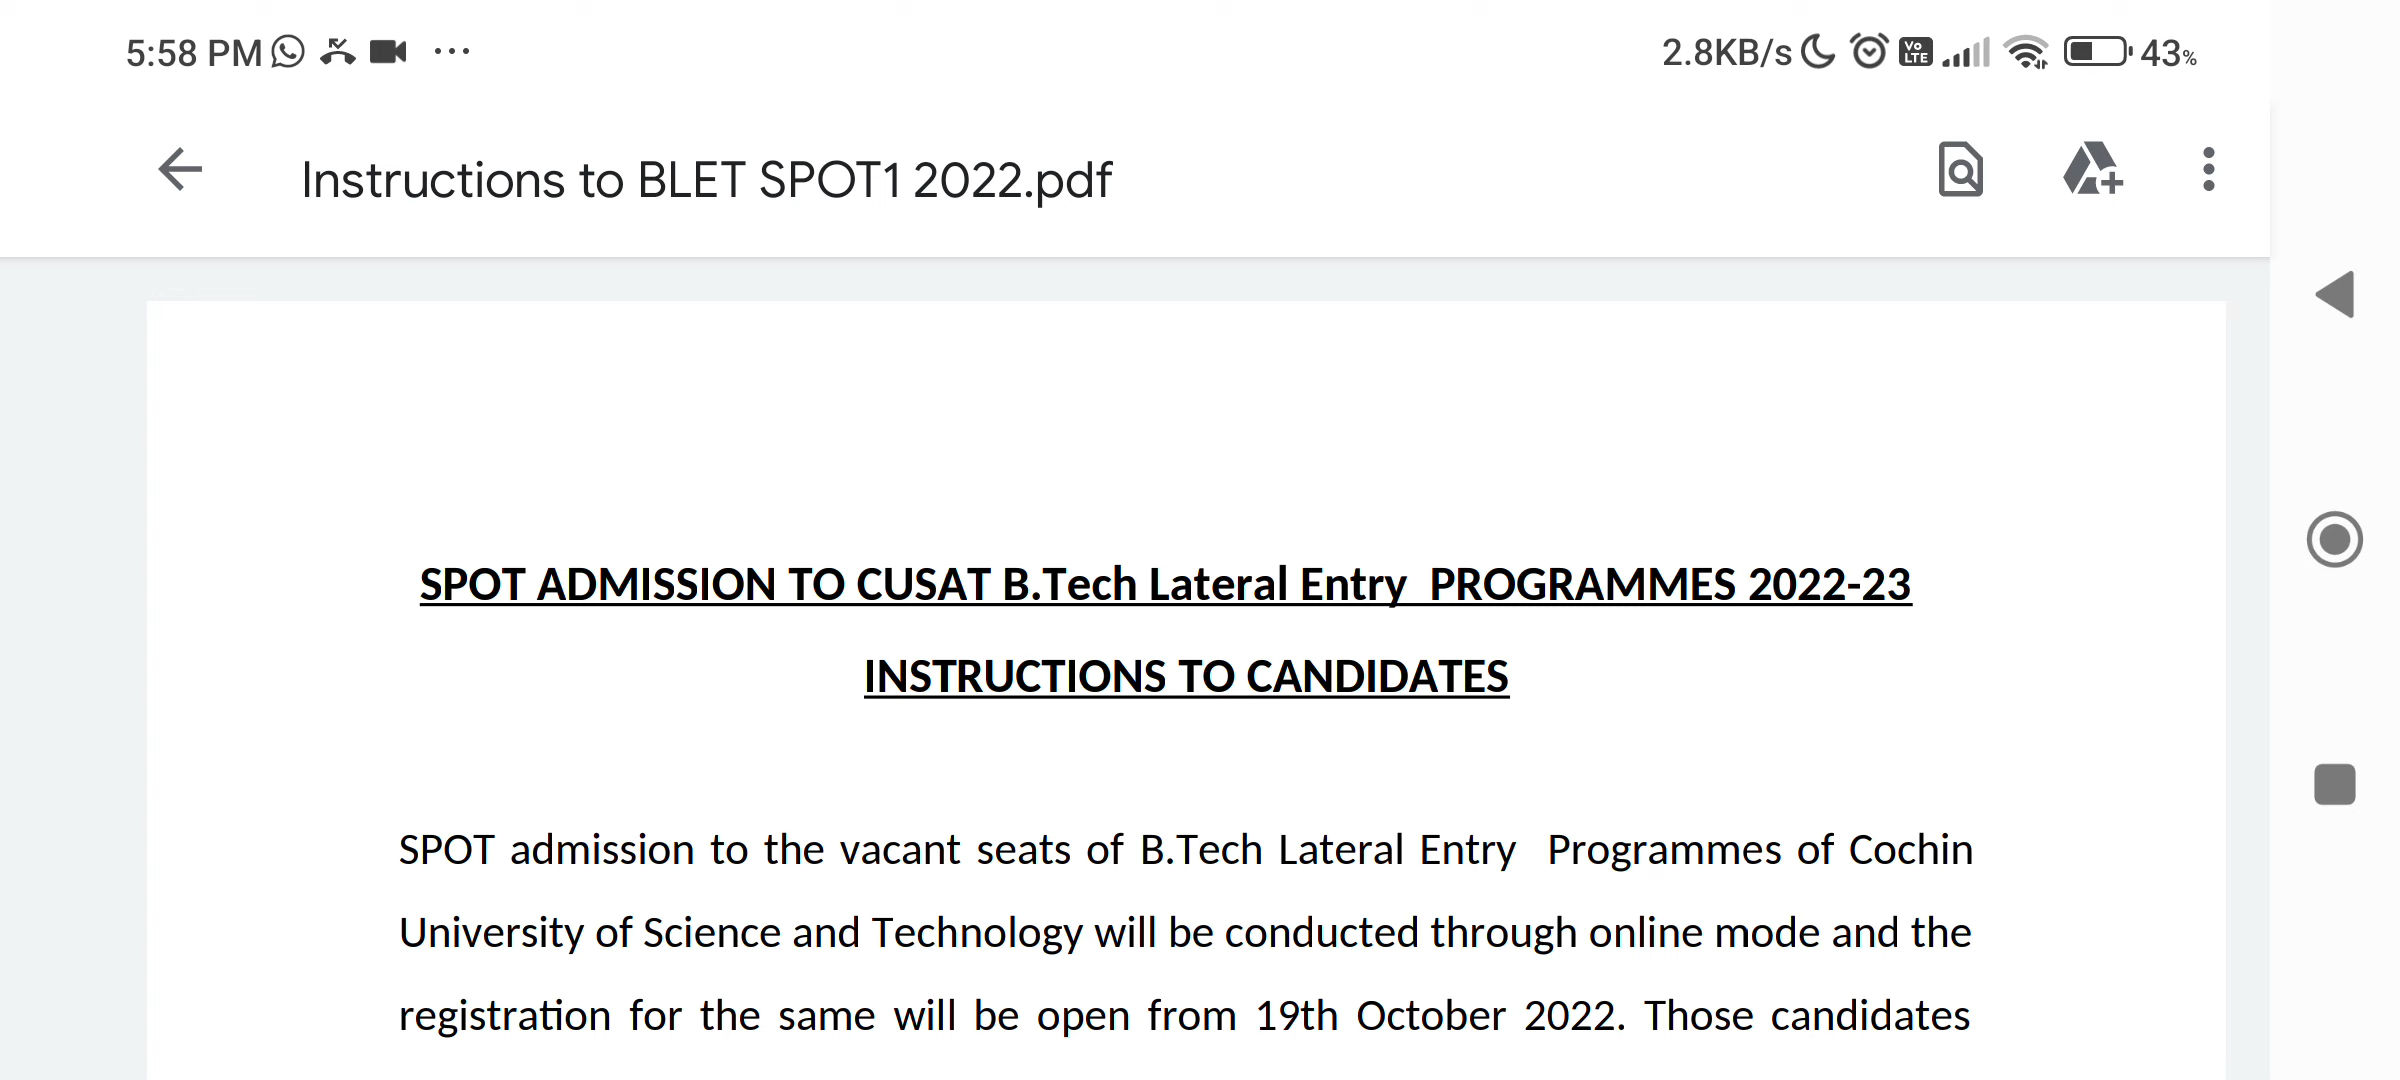 5:58 PM ... 2.8KB/s Vo LTE 43%
Instructions to BLET SPOT1 2022.pdf
SPOT ADMISSION TO CUSAT B.Tech Lateral Entry  PROGRAMMES 2022-23
INSTRUCTIONS TO CANDIDATES
SPOT admission to the vacant seats of B.Tech Lateral Entry  Programmes of Cochin
University of Science and Technology will be conducted through online mode and the
registration for the same will be open from 19th October 2022. Those candidates